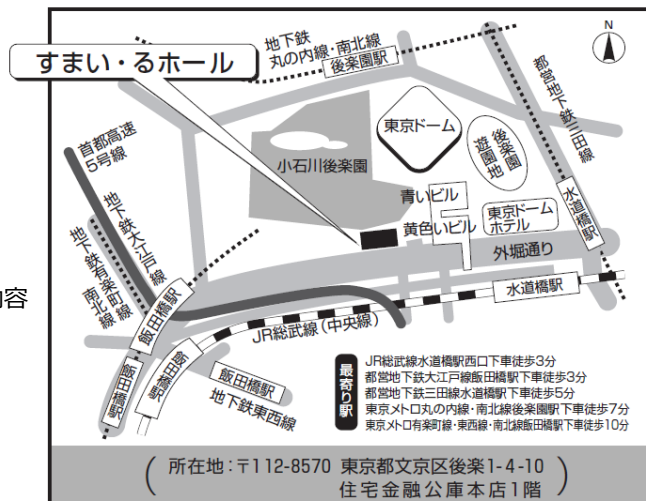 N
地下鉄
丸の内線・南北線
後楽園駅
すまい・るホール
都営地下鉄三田線
首都高速
5号線
東京ドーム
後楽園
遊園地
小石川後楽園
青いビル
黄色いビル
東京ドーム
ホテル
水道橋駅
地下鉄大江戸線
地下鉄有楽町線
南北線
外堀通り
内容
飯田橋駅
水道橋駅
JR総武線(中央線)
飯田橋駅
飯田橋駅
飯田橋駅
地下鉄東西線
最寄り駅
JR総武線水道橋駅西口下車徒歩3分
都営地下鉄大江戸線飯田橋駅下車徒歩3分
都営地下鉄三田線水道橋駅下車徒歩5分
東京メトロ丸の内線・南北線後楽園駅下車徒歩7分
東京メトロ有楽町線・東西線・南北線飯田橋駅下車徒歩10分
(所在地:〒112-8570 東京都文京区後楽1-4-10
住宅金融公庫本店1階)